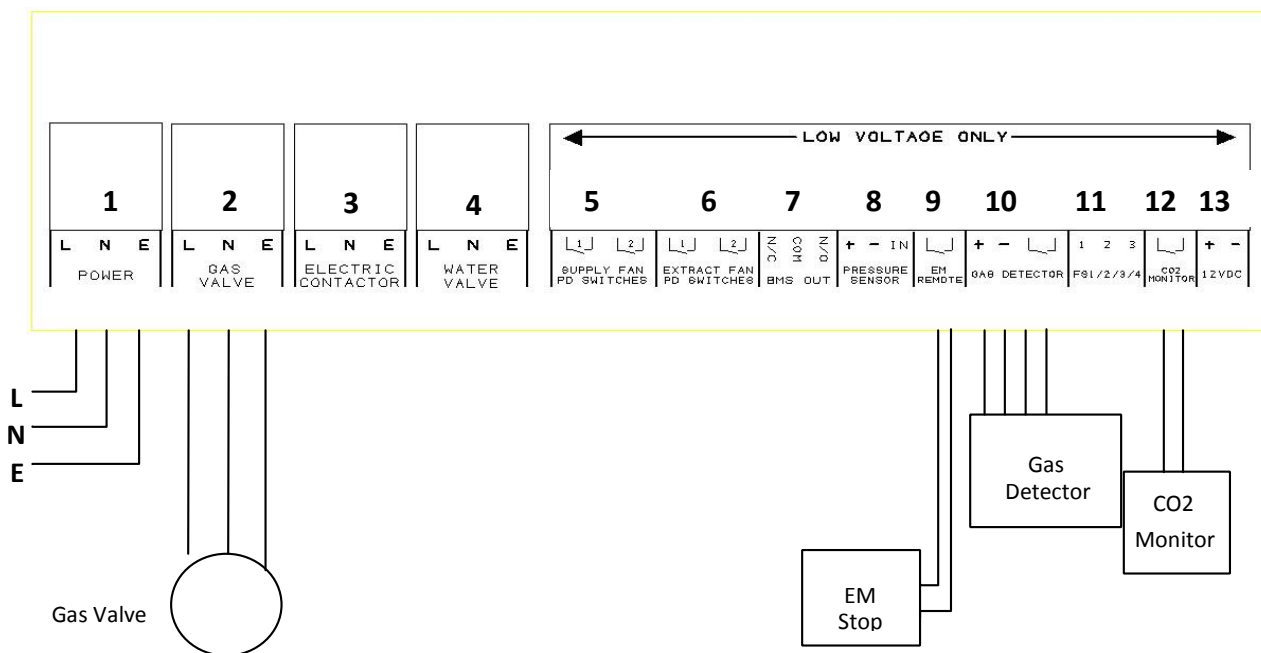 LOW VOLTAGE ONLY
1 2 3 4 5 6 7 8 9 10 11 12 13
L N E
POWER
L N E
GAS
VALVE
L N E
ELECTRIC
CONTACTOR
L N E
WATER
VALVE
1 2
SUPPLY FAN
PD SWITCHES
1 2
EXTRACT FAN
PD SWITCHES
N/C COM N/O
BMS OUT
+ - IN
PRESSURE
SENSOR
EM
REMOTE
+ -
GAS DETECTOR
1 2 3
FSI/2/3/4
CO2
MONITOR
+ -
12VDC
L
N
E
Gas Valve
EM
Stop
Gas
Detector
CO2
Monitor